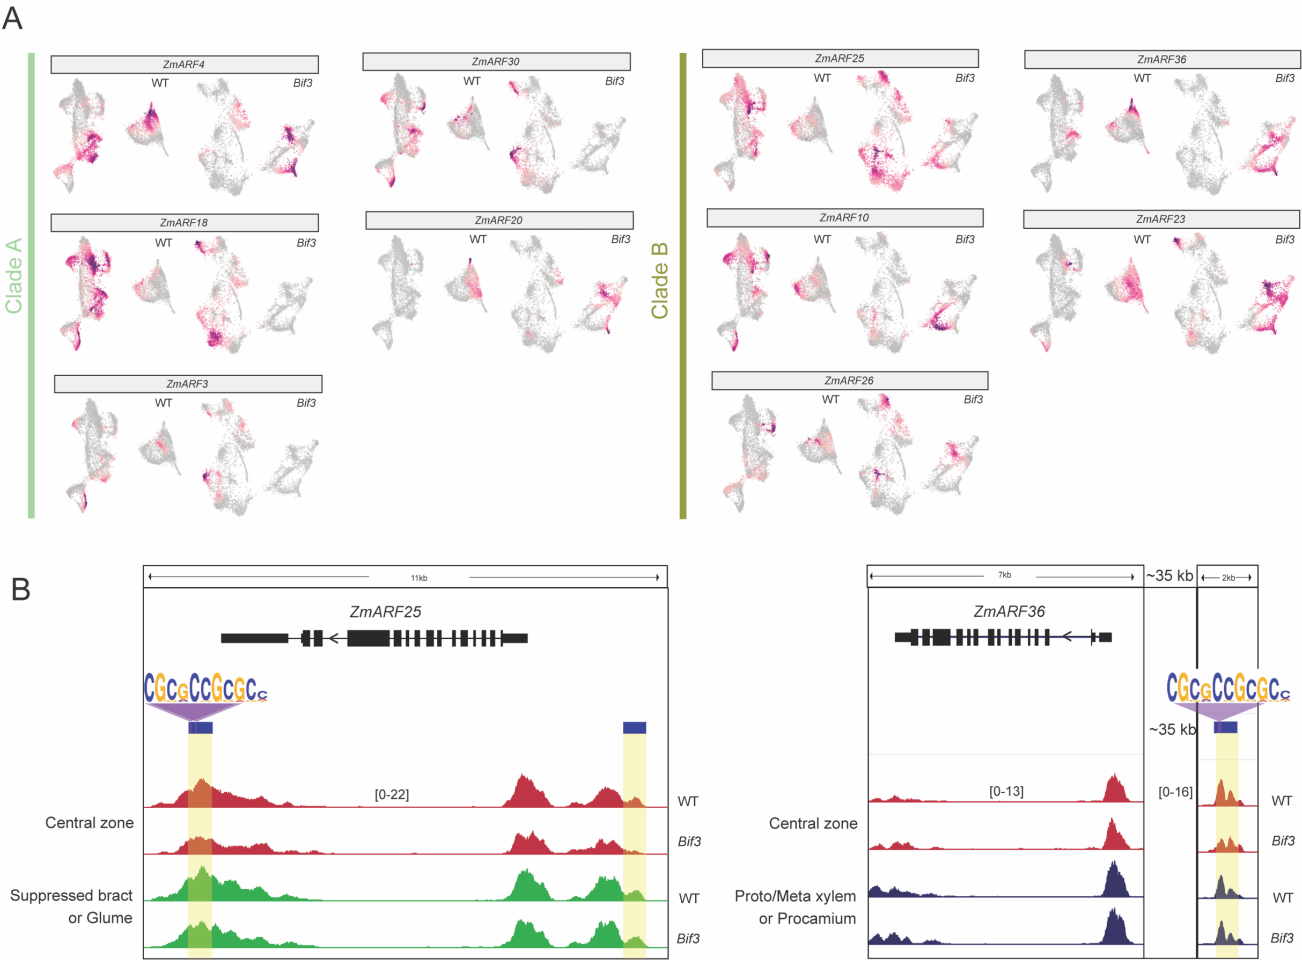 A
Clade A
ZmARF4
WT
Bif3
ZmARF30
WT
Bif3
ZmARF18
WT
Bif3
ZmARF20
WT
Bif3
ZmARF3
WT
Bif3
Clade B
ZmARF25
WT
Bif3
ZmARF36
WT
Bif3
ZmARF10
WT
Bif3
ZmARF23
WT
Bif3
ZmARF26
WT
Bif3
B
11kb
ZmARF25
CGCGCCGCGCC
[0-22]
Central zone
WT
Bif3
Suppressed bract
or Glume
WT
Bif3
7kb
~35 kb
2kb
ZmARF36
CGCGCCGCGCC
~35 kb
[0-13]
[0-16]
Central zone
WT
Bif3
Proto/Meta xylem
or Procamium
WT
Bif3